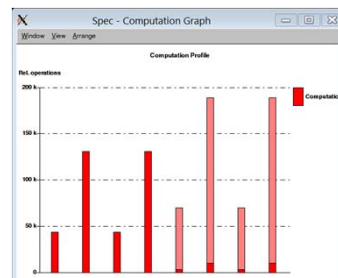 Spec - Computation Graph
Window View Arrange
Computation Profile
Rel. operations
200 k
Computatio
150 k
100 k
50 k
0